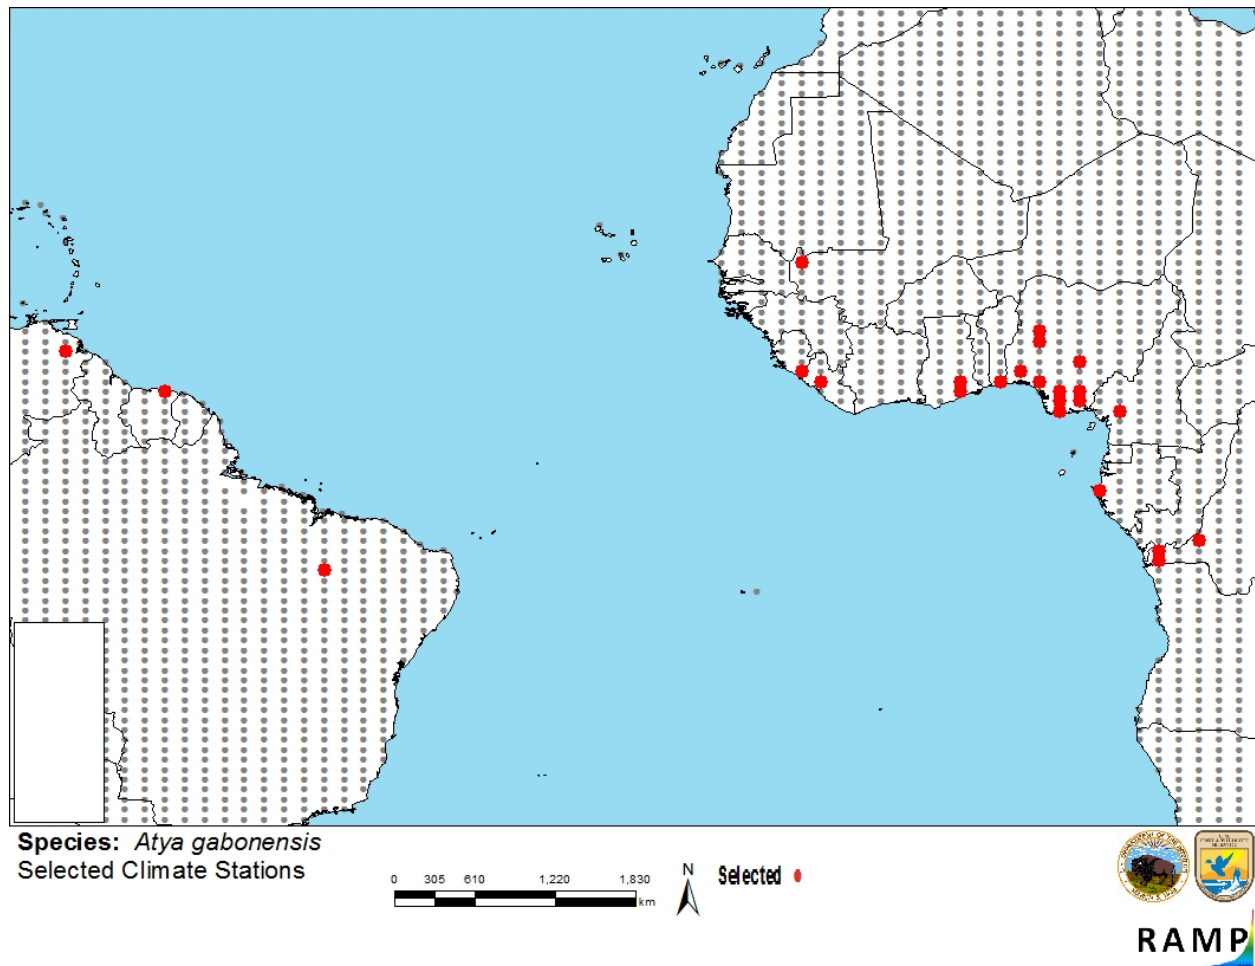 Species: Atya gabonensis
Selected Climate Stations
0 305 610 1,220 1,830
km
N
Selected
RAMP